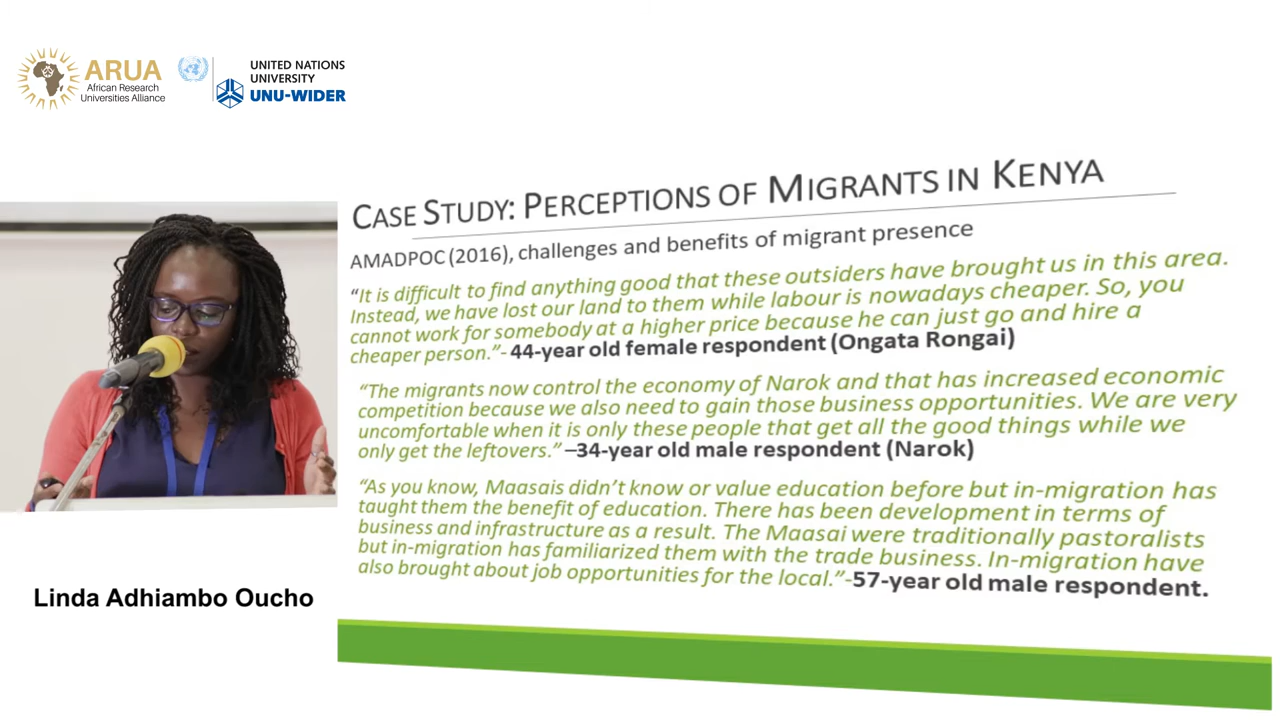 ARUA
African Research
Universities Alliance
UNITED NATIONS
UNIVERSITY
UNU-WIDER
CASE STUDY: PERCEPTIONS OF MIGRANTS IN KENYA
AMADPOC (2016), challenges and benefits of migrant presence
“It is difficult to find anything good that these outsiders have brought us in this area.
Instead, we have lost our land to them while labour is nowadays cheaper. So, you
cannot work for somebody at a higher price because he can just go and hire a
cheaper person.”- 44-year old female respondent (Ongata Rongai)
“The migrants now control the economy of Narok and that has increased economic
competition because we also need to gain those business opportunities. We are very
uncomfortable when it is only these people that get all the good things while we
only get the leftovers.” –34-year old male respondent (Narok)
“As you know, Maasais didn’t know or value education before but in-migration has
taught them the benefit of education. There has been development in terms of
business and infrastructure as a result. The Maasai were traditionally pastoralists
but in-migration has familiarized them with the trade business. In-migration have
also brought about job opportunities for the local.”-57-year old male respondent.
Linda Adhiambo Oucho